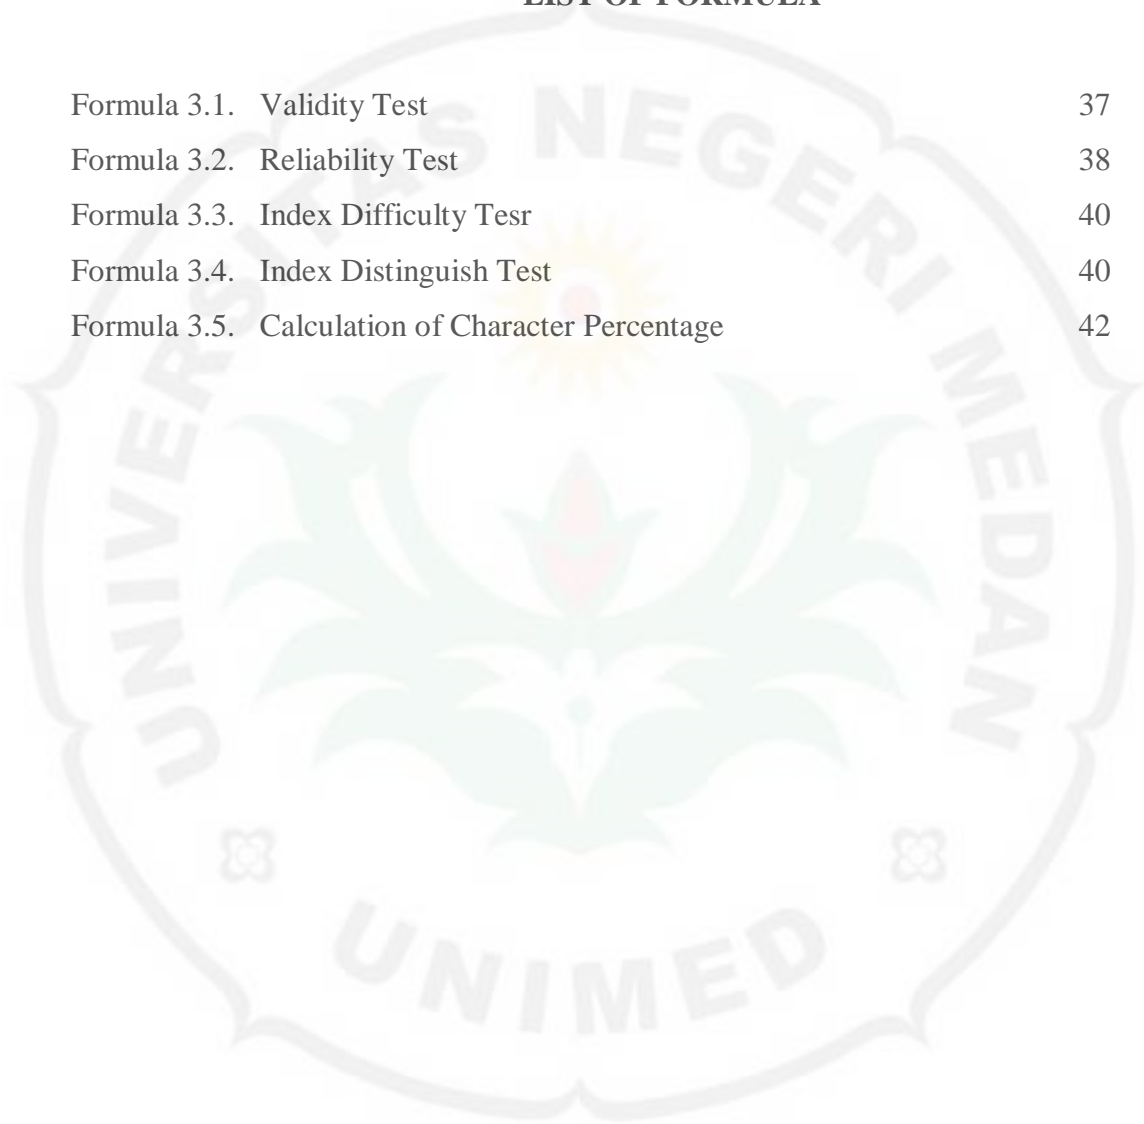 LIST OF FORMULA
Formula 3.1. Validity Test 37
Formula 3.2. Reliability Test 38
Formula 3.3. Index Difficulty Tesr 40
Formula 3.4. Index Distinguish Test 40
Formula 3.5. Calculation of Character Percentage 42
UNIVERSITAS NEGERI MEDAN
UNIMED